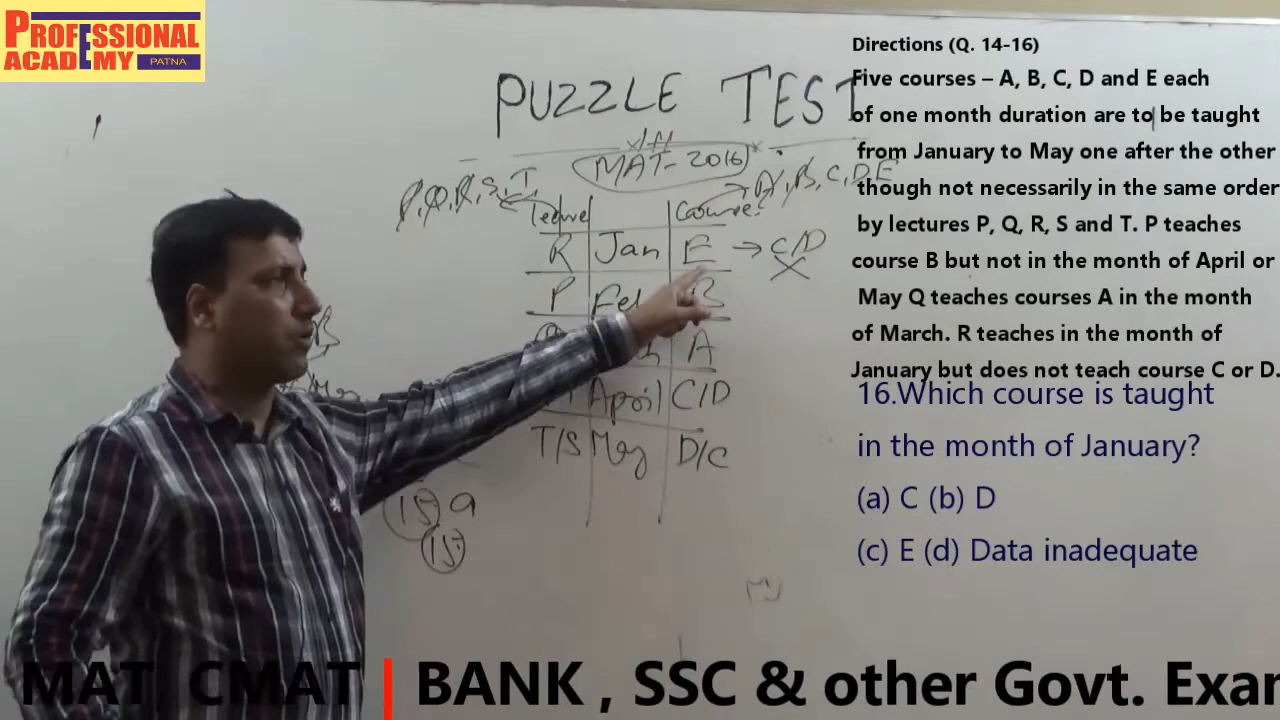 PROFESSIONAL
ACADEMY PATNA
PUZZLE TEST
MAT-2016
P, Q, R, S, T
A, B, C, D, E
Course
R Jan E → C/D
P Feb B
A
April C/D
T/S May D/C
15 a
15
Directions (Q. 14-16)
Five courses – A, B, C, D and E each
of one month duration are to be taught
from January to May one after the other
though not necessarily in the same order
by lectures P, Q, R, S and T. P teaches
course B but not in the month of April or
May Q teaches courses A in the month
of March. R teaches in the month of
January but does not teach course C or D.
16.Which course is taught
in the month of January?
(a) C (b) D
(c) E (d) Data inadequate
MAT CMAT | BANK , SSC & other Govt. Exar